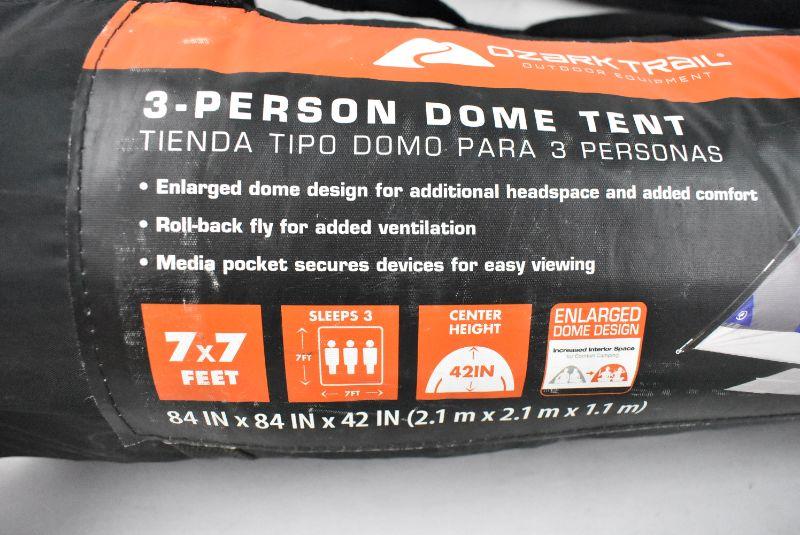 OZARK TRAIL®
OUTDOOR EQUIPMENT
3-PERSON DOME TENT
TIENDA TIPO DOMO PARA 3 PERSONAS
• Enlarged dome design for additional headspace and added comfort
• Roll-back fly for added ventilation
• Media pocket secures devices for easy viewing
7x7
FEET
SLEEPS 3
7FT
7FT
CENTER
HEIGHT
42IN
ENLARGED
DOME DESIGN
Increased Interior Space
for Comfort Camping
84 IN x 84 IN x 42 IN (2.1 m x 2.1 m x 1.1 m)